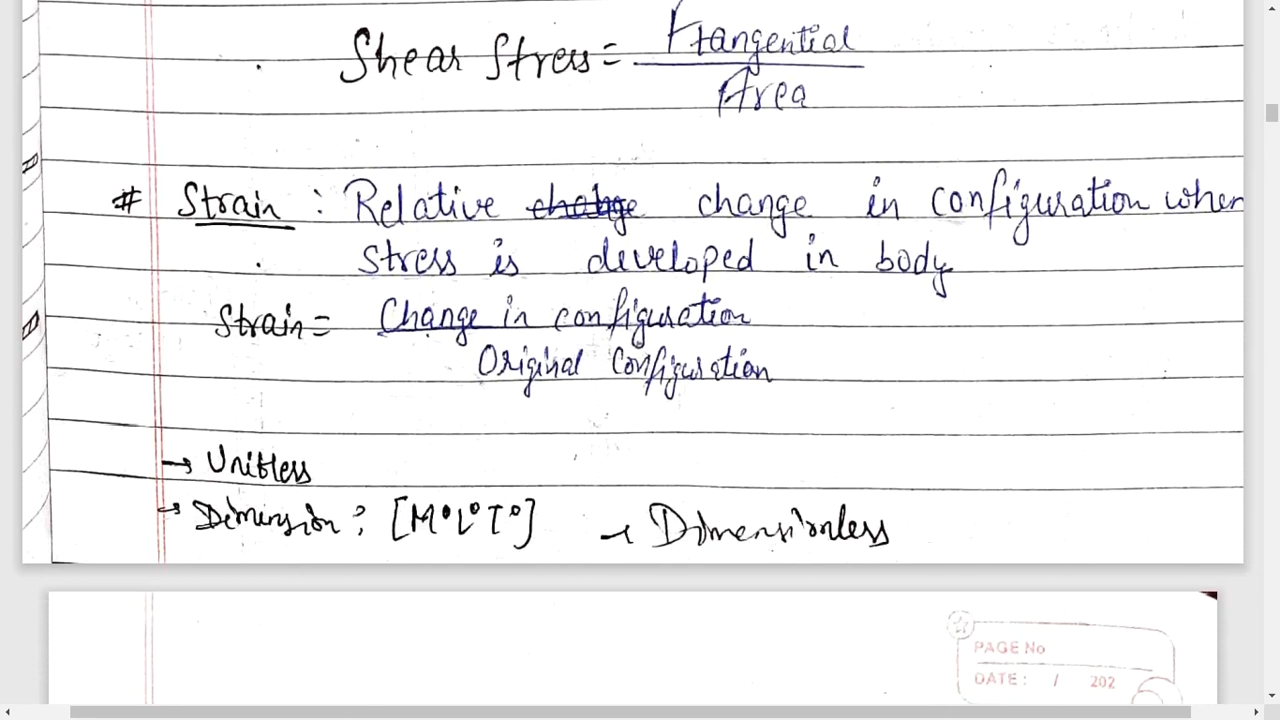 Shear Stress = Ftangential
Area
# Strain : Relative change change in configuration when
stress is developed in body
Strain = Change in configuration
Original Configuration
→ Unitless
→ Dimension : [M°L°T°] → Dimensionless
PAGE No
DATE : / 202